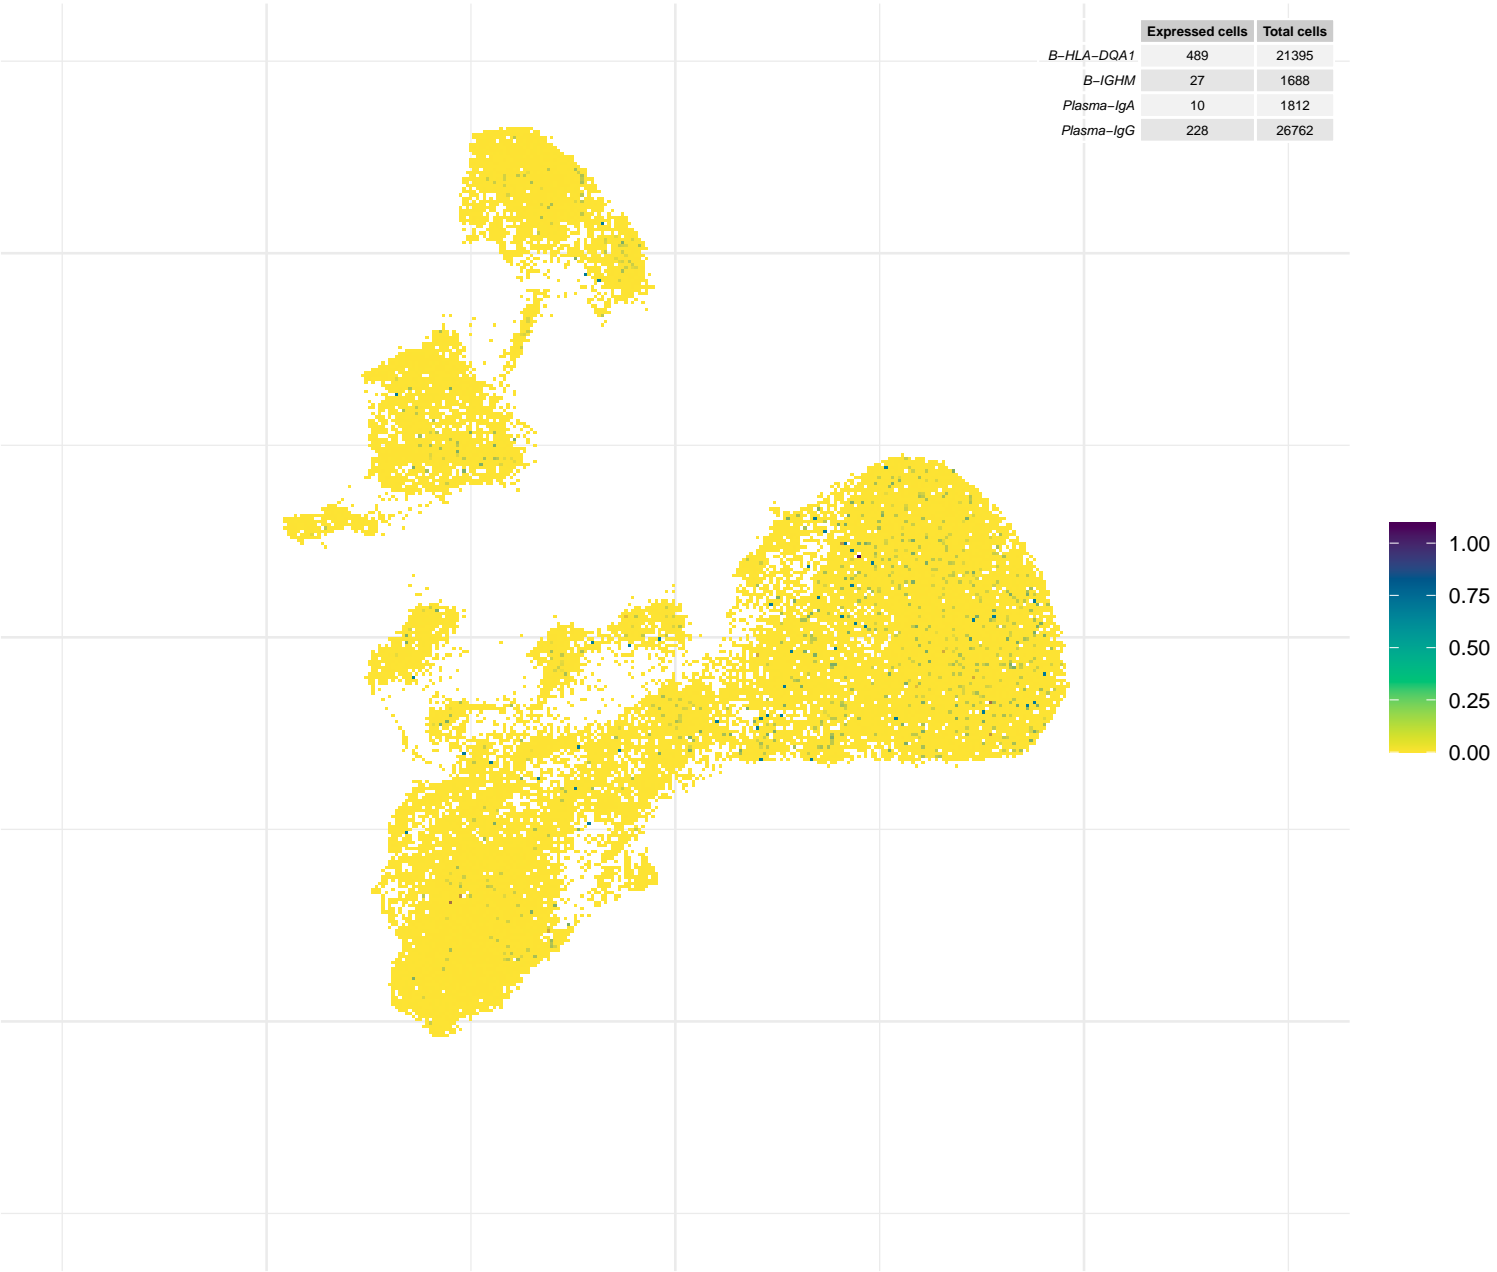 Expressed cells Total cells
B−HLA−DQA1 489 21395
B−IGHM 27 1688
Plasma−IgA 10 1812
Plasma−IgG 228 26762
1.00
0.75
0.50
0.25
0.00